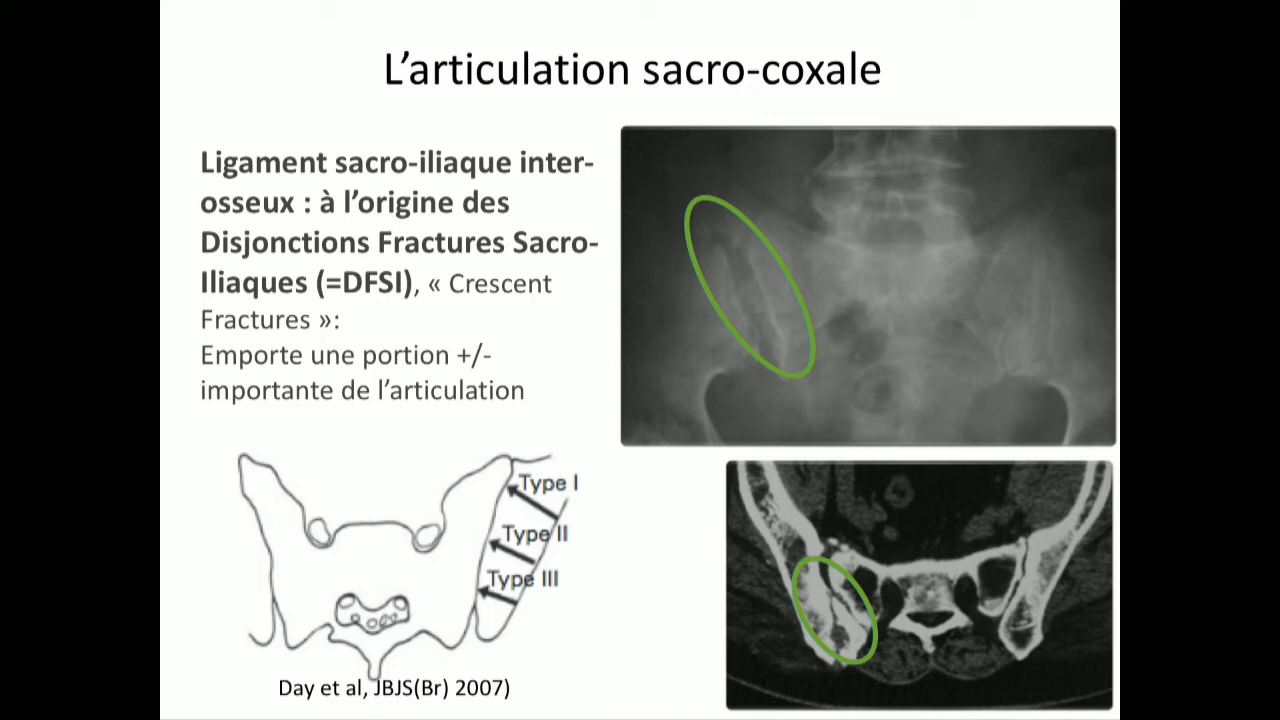 L’articulation sacro-coxale
Ligament sacro-iliaque inter-
osseux : à l’origine des
Disjonctions Fractures Sacro-
Iliaques (=DFSI), « Crescent
Fractures »:
Emporte une portion +/-
importante de l’articulation
Type I
Type II
Type III
Day et al, JBJS(Br) 2007)